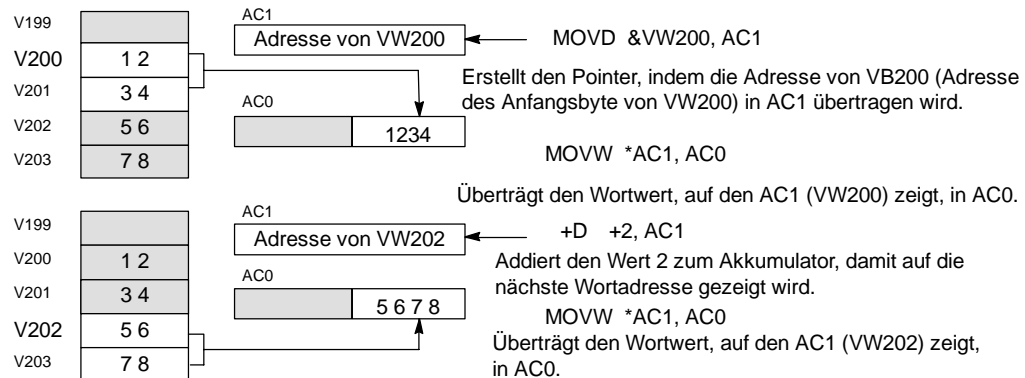 V199
V200
V201
V202
V203
1 2
3 4
5 6
7 8
AC1
Adresse von VW200
AC0
1234
MOVD &VW200, AC1
Erstellt den Pointer, indem die Adresse von VB200 (Adresse
des Anfangsbyte von VW200) in AC1 übertragen wird.
MOVW *AC1, AC0
Überträgt den Wortwert, auf den AC1 (VW200) zeigt, in AC0.
V199
V200
V201
V202
V203
1 2
3 4
5 6
7 8
AC1
Adresse von VW202
AC0
5 6 7 8
+D +2, AC1
Addiert den Wert 2 zum Akkumulator, damit auf die
nächste Wortadresse gezeigt wird.
MOVW *AC1, AC0
Überträgt den Wortwert, auf den AC1 (VW202) zeigt,
in AC0.